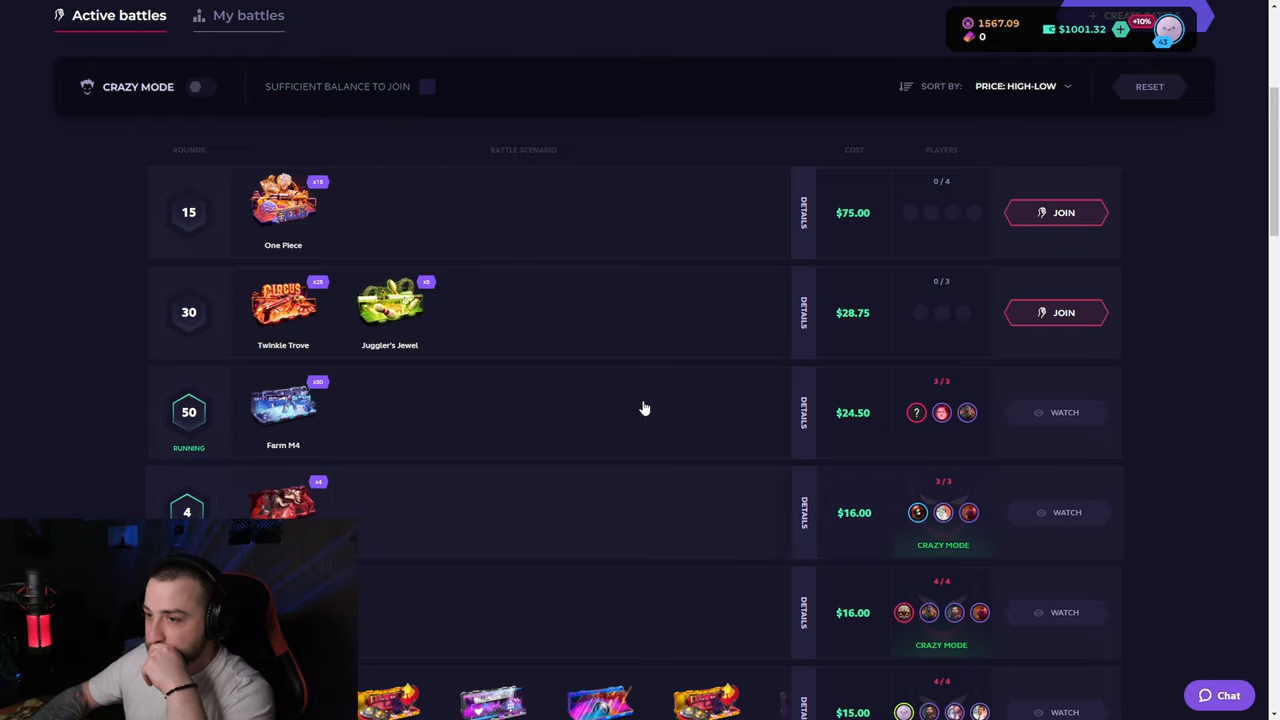 Active battles
My battles
CREATE BATTLE
1567.09
0
$1001.32
+10%
43
CRAZY MODE
SUFFICIENT BALANCE TO JOIN
SORT BY:
PRICE: HIGH-LOW
RESET
ROUNDS
BATTLE SCENARIO
COST
PLAYERS
15
x15
One Piece
DETAILS
$75.00
0 / 4
JOIN
30
CIRCUS
x25
Twinkle Trove
x5
Juggler's Jewel
DETAILS
$28.75
0 / 3
JOIN
50
RUNNING
x50
Farm M4
DETAILS
$24.50
3 / 3
?
WATCH
4
x4
DETAILS
$16.00
3 / 3
CRAZY MODE
WATCH
DETAILS
$16.00
4 / 4
CRAZY MODE
WATCH
DETAILS
$15.00
4 / 4
WATCH
Chat